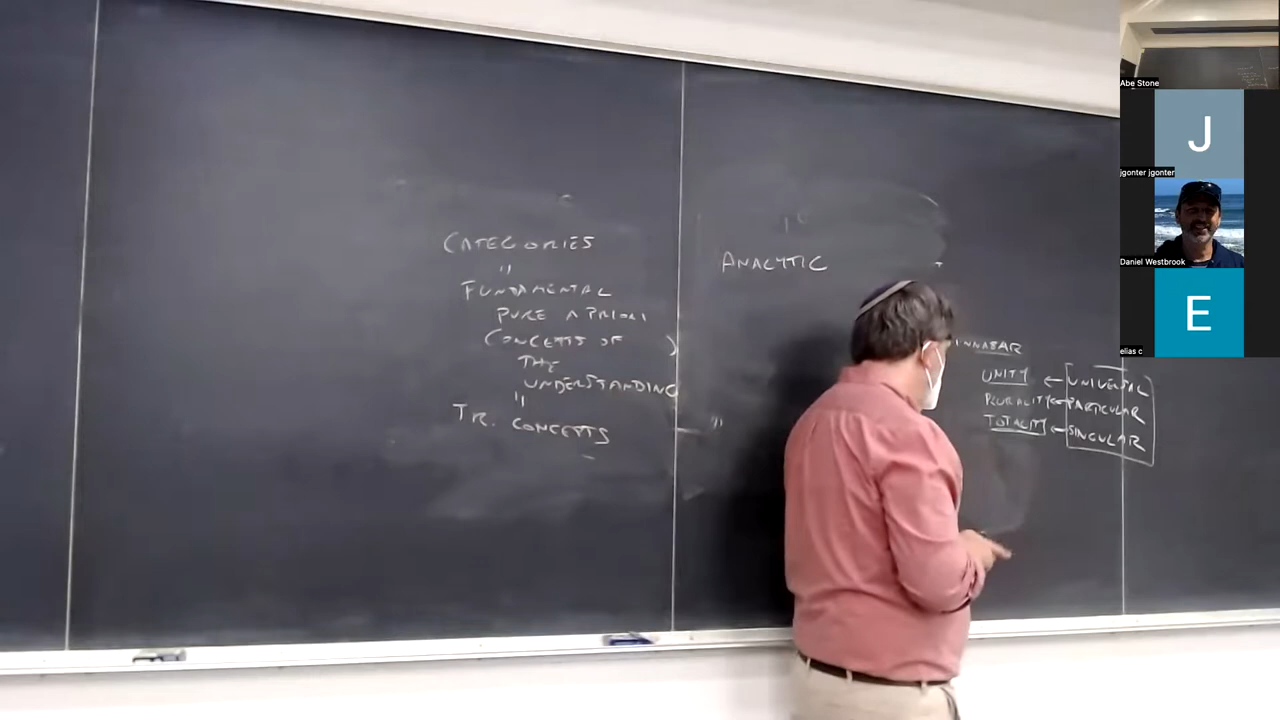 CATEGORIES
"
FUNDAMENTAL
PURE A PRIORI
CONCEPTS OF )
THE
UNDERSTANDING
"
TR. CONCEPTS
ANALYTIC
"
INNABAR
UNITY ← UNIVERSAL
PLURALITY ← PARTICULAR
TOTALITY ← SINGULAR
Abe Stone
J
jgonter jgonter
Daniel Westbrook
E
elias c